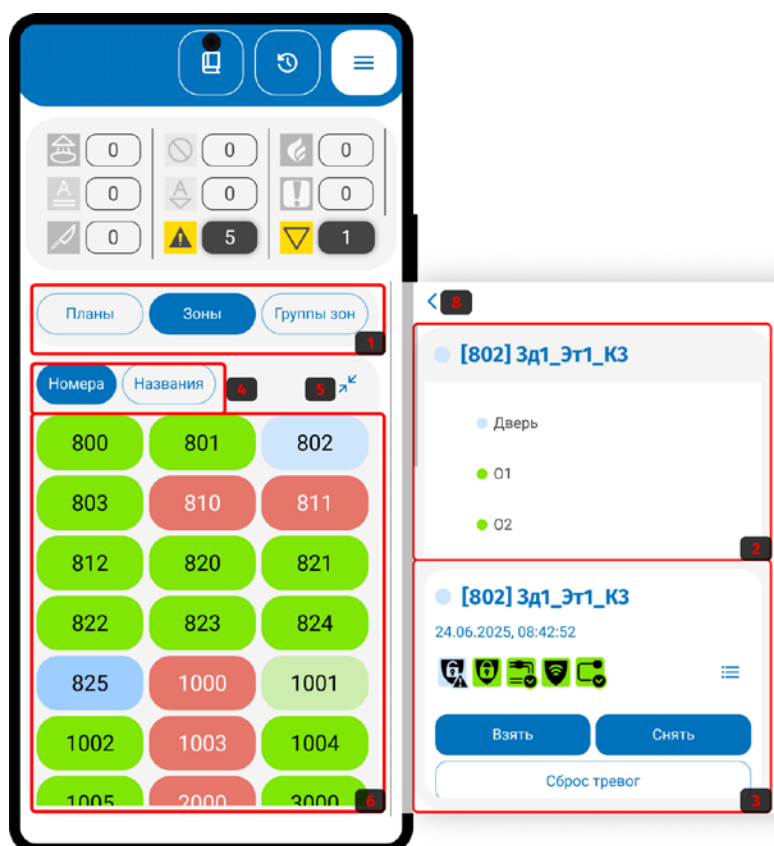 0 0 0
A 0 A 0 0
0 5 1
Планы Зоны Группы зон
1
Номера Названия 4 5
800 801 802
803 810 811
812 820 821
822 823 824
825 1000 1001
1002 1003 1004
1005 2000 3000
6
8
[802] Зд1_Эт1_К3
Дверь
О1
О2
2
[802] Зд1_Эт1_К3
24.06.2025, 08:42:52
Взять Снять
Сброс тревог
3